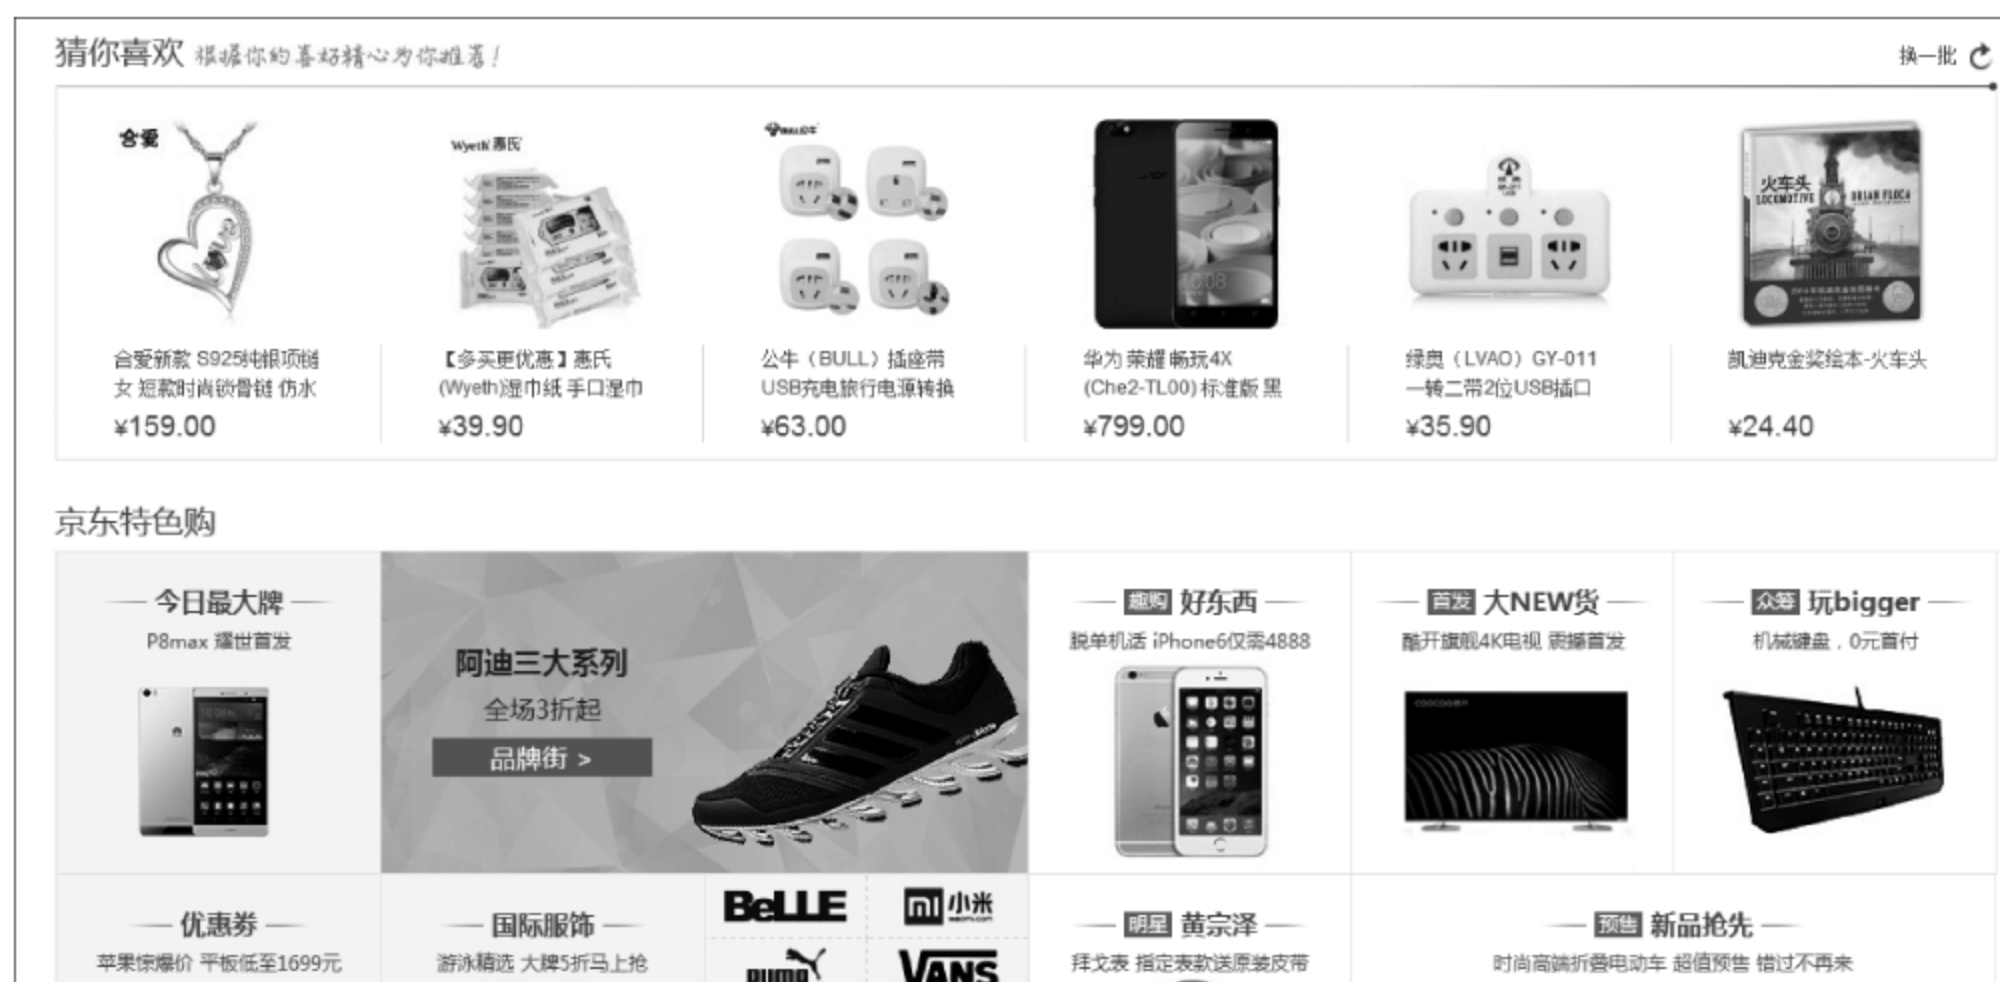 猜你喜欢 根据你的喜好精心为你推荐!
换一批
合爱
Wyeth 惠氏
BULL公牛
火车头
LOCOMOTIVE
BRIAN FLOCA
合爱新款 S925纯银项链
女 短款时尚锁骨链 仿水
¥159.00
【多买更优惠】惠氏
(Wyeth)湿巾纸 手口湿巾
¥39.90
公牛（BULL）插座带
USB充电旅行电源转换
¥63.00
华为 荣耀 畅玩4X
(Che2-TL00) 标准版 黑
¥799.00
绿奥（LVAO）GY-011
一转二带2位USB插口
¥35.90
凯迪克金奖绘本-火车头
¥24.40
京东特色购
今日最大牌
P8max 耀世首发
阿迪三大系列
全场3折起
品牌街 >
趣购 好东西
脱单机话 iPhone6仅需4888
首发 大NEW货
酷开旗舰4K电视 震撼首发
众筹 玩bigger
机械键盘，0元首付
优惠券
苹果惊爆价 平板低至1699元
国际服饰
游泳精选 大牌5折马上抢
BeLLE
小米
PUMA
VANS
明星 黄宗泽
拜戈表 指定表款送原装皮带
预售 新品抢先
时尚高端折叠电动车 超值预售 错过不再来